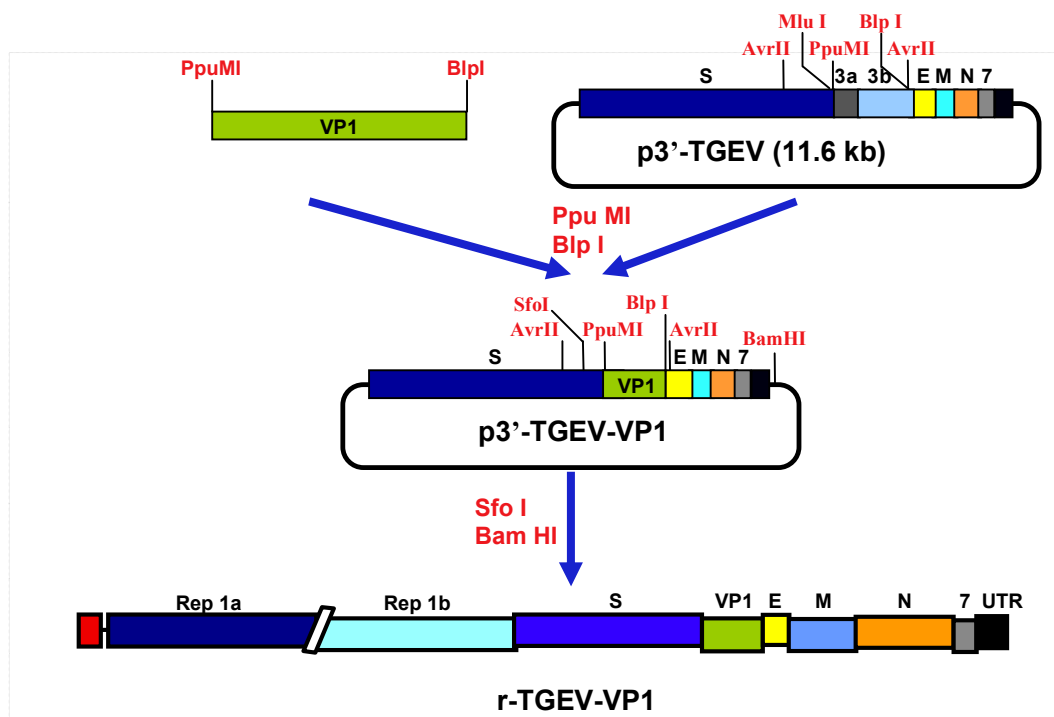 PpuMI
BlpI
VP1
Mlu I
Blp I
AvrII
PpuMI
AvrII
S
3a
3b
E
M
N
7
p3’-TGEV (11.6 kb)
Ppu MI
Blp I
SfoI
Blp I
AvrII
PpuMI
AvrII
BamHI
S
E
M
N
7
VP1
p3’-TGEV-VP1
Sfo I
Bam HI
Rep 1a
Rep 1b
S
VP1
E
M
N
7
UTR
r-TGEV-VP1